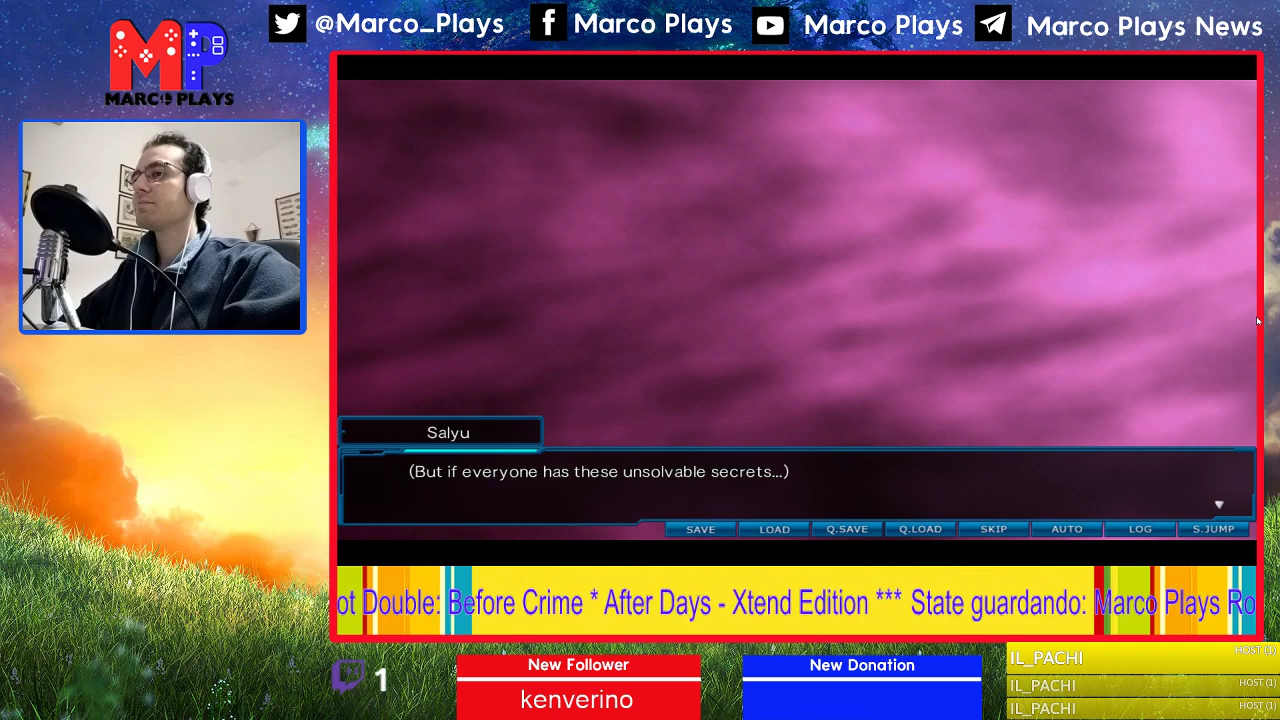 @Marco_Plays
Marco Plays
Marco Plays
Marco Plays News
MP
MARCO PLAYS
Salyu
(But if everyone has these unsolvable secrets...)
SAVE
LOAD
Q.SAVE
Q.LOAD
SKIP
AUTO
LOG
S.JUMP
ot Double: Before Crime * After Days - Xtend Edition *** State guardando: Marco Plays Ro
1
New Follower
kenverino
New Donation
IL_PACHI
HOST (1)
IL_PACHI
HOST (1)
IL_PACHI
HOST (1)